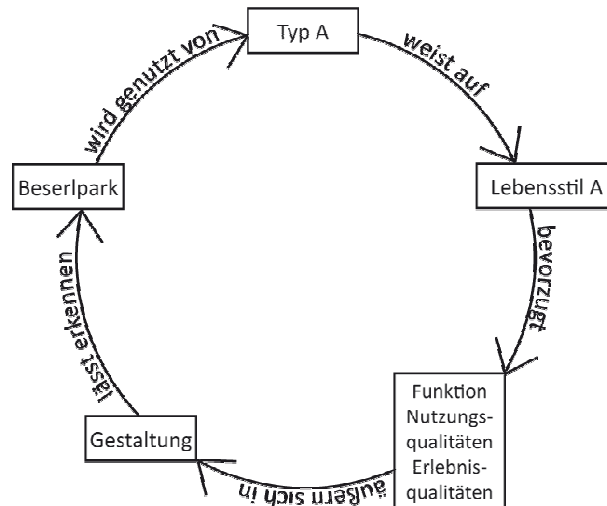 Typ A
weist auf
Lebensstil A
bevorzugt
Funktion
Nutzungs-
qualitäten
Erlebnis-
qualitäten
äußern sich in
Gestaltung
lässt erkennen
Beserlpark
wird genutzt von